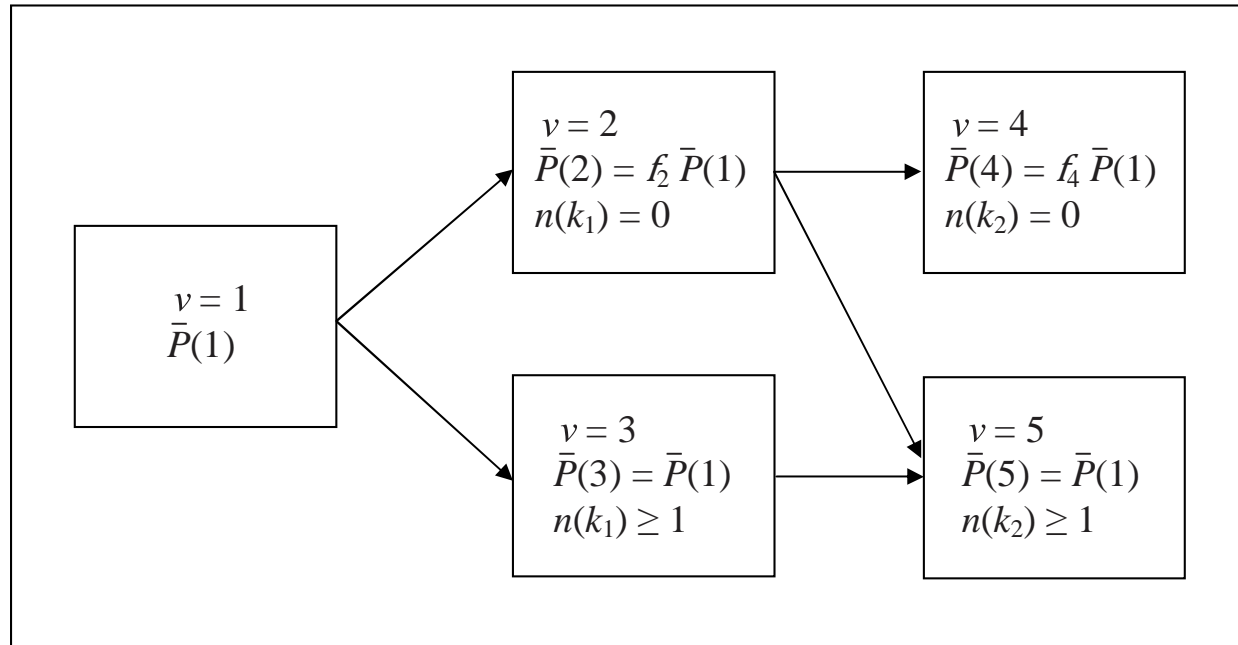 v = 1
P̄(1)
v = 2
P̄(2) = f₂ P̄(1)
n(k₁) = 0
v = 3
P̄(3) = P̄(1)
n(k₁) ≥ 1
v = 4
P̄(4) = f₄ P̄(1)
n(k₂) = 0
v = 5
P̄(5) = P̄(1)
n(k₂) ≥ 1